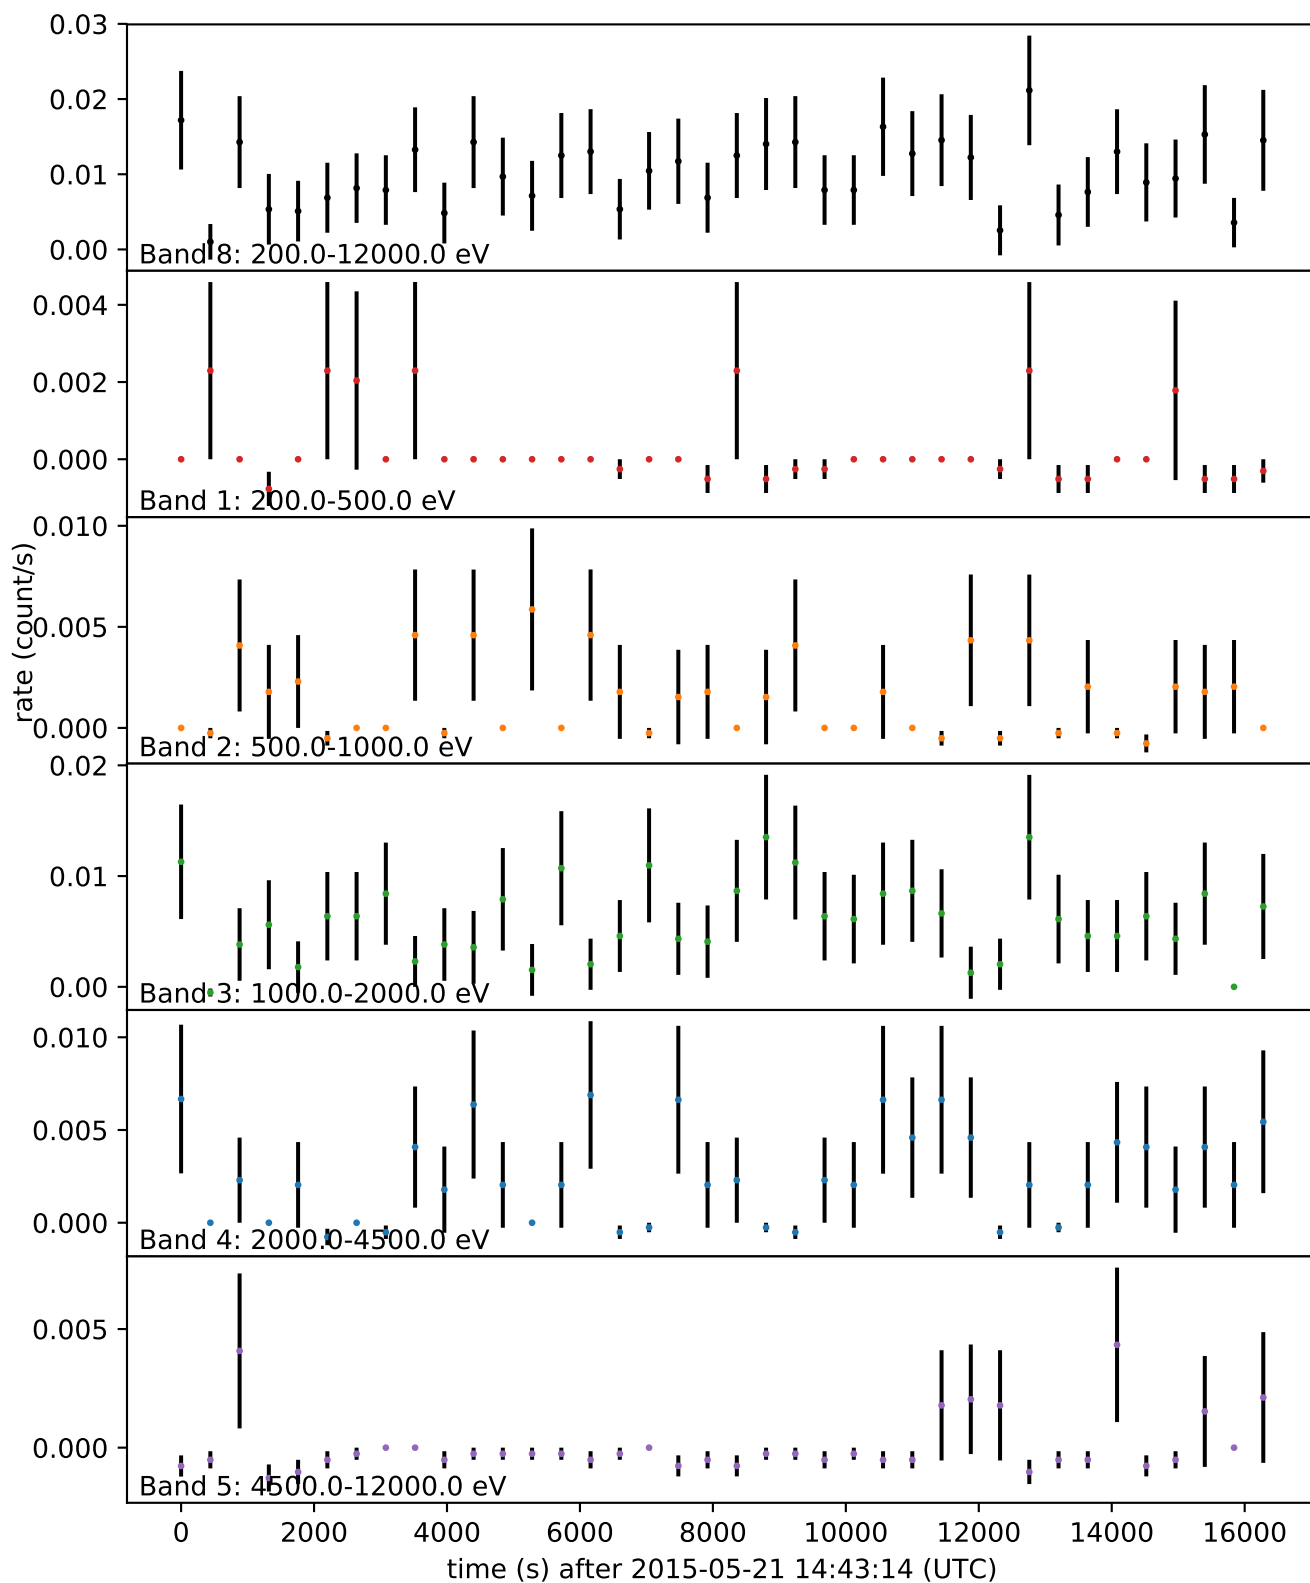 0.03
0.02
0.01
0.00
Band 8: 200.0-12000.0 eV
0.004
0.002
0.000
Band 1: 200.0-500.0 eV
rate (count/s)
0.010
0.005
0.000
Band 2: 500.0-1000.0 eV
0.02
0.01
0.00
Band 3: 1000.0-2000.0 eV
0.010
0.005
0.000
Band 4: 2000.0-4500.0 eV
0.005
0.000
Band 5: 4500.0-12000.0 eV
0 2000 4000 6000 8000 10000 12000 14000 16000
time (s) after 2015-05-21 14:43:14 (UTC)